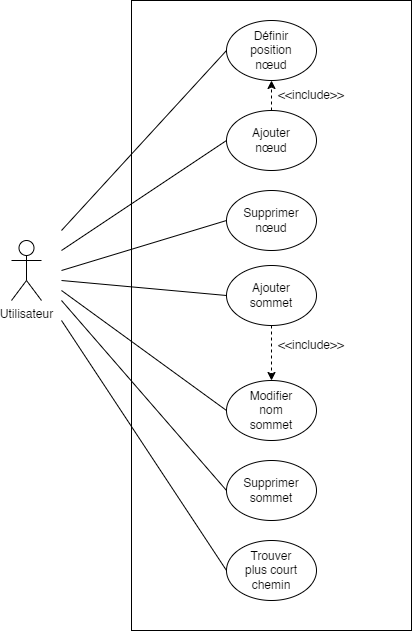 Définir
position
nœud
<<include>>
Ajouter
nœud
Supprimer
nœud
Utilisateur
Ajouter
sommet
<<include>>
Modifier
nom
sommet
Supprimer
sommet
Trouver
plus court
chemin